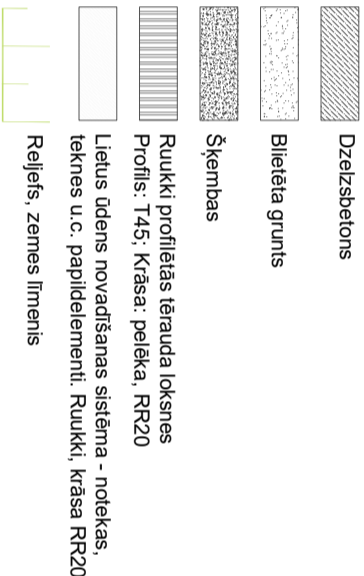 Dzelzsbetons
Blietēta grunts
Šķembas
Ruukki profilētās tērauda loksnes
Profils: T45; Krāsa: pelēka, RR20
Lietus ūdens novadīšanas sistēma - notekas,
teknes u.c. papildelementi. Ruukki, krāsa RR20
Reljefs, zemes līmenis